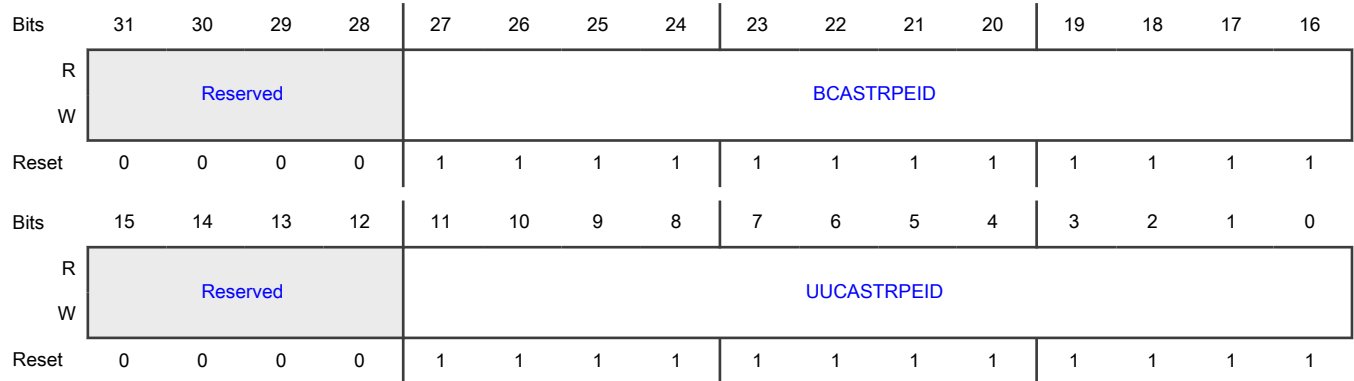 Bits 31 30 29 28 27 26 25 24 23 22 21 20 19 18 17 16
R
Reserved BCASTRPEID
W
Reset 0 0 0 0 1 1 1 1 1 1 1 1 1 1 1 1
Bits 15 14 13 12 11 10 9 8 7 6 5 4 3 2 1 0
R
Reserved UUCASTRPEID
W
Reset 0 0 0 0 1 1 1 1 1 1 1 1 1 1 1 1